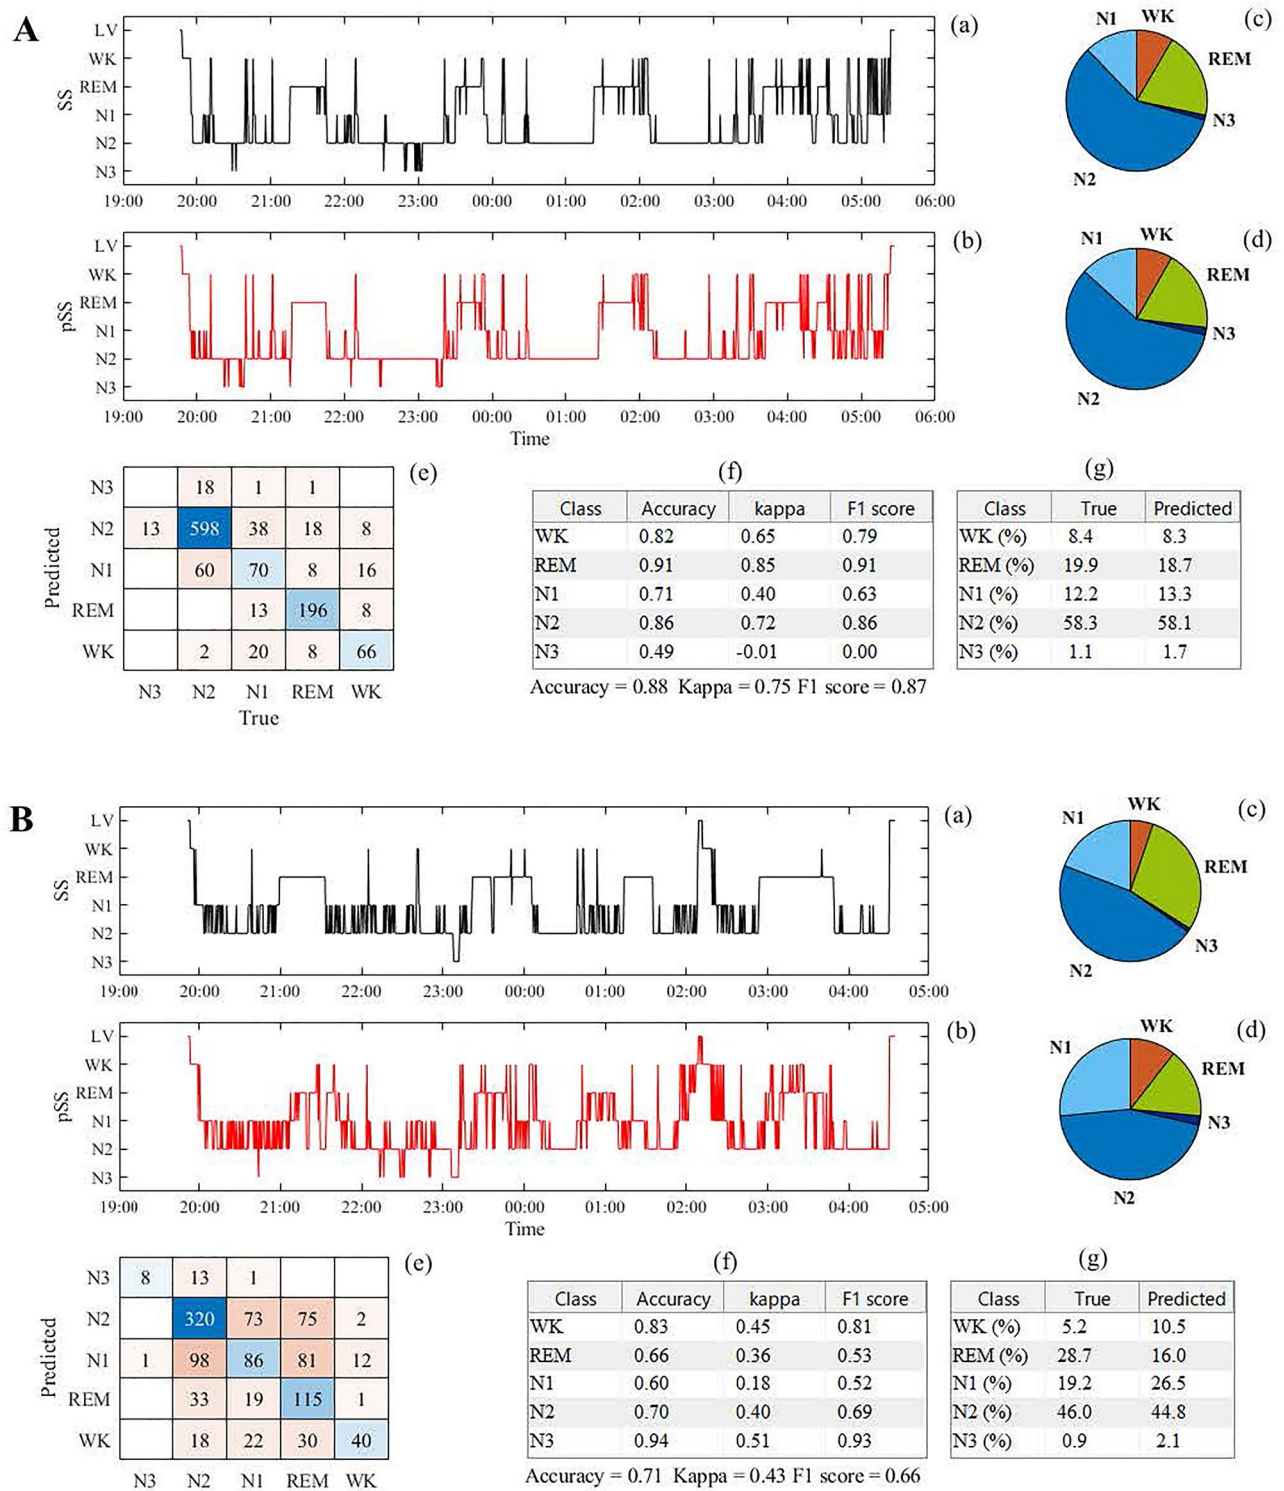 A
(a)
LV
WK
REM
N1
N2
N3
SS
19:00 20:00 21:00 22:00 23:00 00:00 01:00 02:00 03:00 04:00 05:00 06:00
(c)
N1 WK
REM
N3
N2
(b)
LV
WK
REM
N1
N2
N3
pSS
19:00 20:00 21:00 22:00 23:00 00:00 01:00 02:00 03:00 04:00 05:00 06:00
Time
(d)
N1 WK
REM
N3
N2
(e)
Predicted
N3 18 1 1
N2 13 598 38 18 8
N1 60 70 8 16
REM 13 196 8
WK 2 20 8 66
N3 N2 N1 REM WK
True
(f)
Class Accuracy kappa F1 score
WK 0.82 0.65 0.79
REM 0.91 0.85 0.91
N1 0.71 0.40 0.63
N2 0.86 0.72 0.86
N3 0.49 -0.01 0.00
Accuracy = 0.88 Kappa = 0.75 F1 score = 0.87
(g)
Class True Predicted
WK (%) 8.4 8.3
REM (%) 19.9 18.7
N1 (%) 12.2 13.3
N2 (%) 58.3 58.1
N3 (%) 1.1 1.7
B
(a)
LV
WK
REM
N1
N2
N3
SS
19:00 20:00 21:00 22:00 23:00 00:00 01:00 02:00 03:00 04:00 05:00
(c)
WK
N1
REM
N3
N2
(b)
LV
WK
REM
N1
N2
N3
pSS
19:00 20:00 21:00 22:00 23:00 00:00 01:00 02:00 03:00 04:00 05:00
Time
(d)
WK
N1
REM
N3
N2
(e)
Predicted
N3 8 13 1
N2 320 73 75 2
N1 1 98 86 81 12
REM 33 19 115 1
WK 18 22 30 40
N3 N2 N1 REM WK
(f)
Class Accuracy kappa F1 score
WK 0.83 0.45 0.81
REM 0.66 0.36 0.53
N1 0.60 0.18 0.52
N2 0.70 0.40 0.69
N3 0.94 0.51 0.93
Accuracy = 0.71 Kappa = 0.43 F1 score = 0.66
(g)
Class True Predicted
WK (%) 5.2 10.5
REM (%) 28.7 16.0
N1 (%) 19.2 26.5
N2 (%) 46.0 44.8
N3 (%) 0.9 2.1